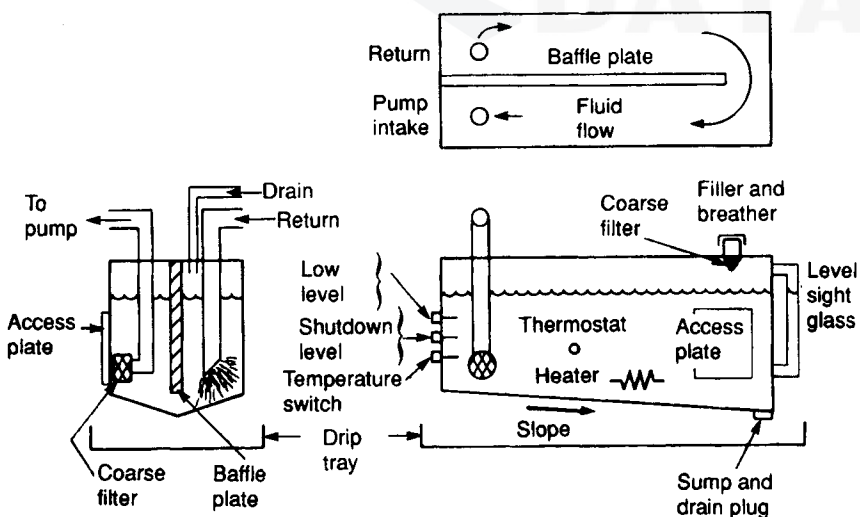 DATA
Return
Baffle plate
Pump
intake
Fluid
flow
To
pump
Drain
Return
Access
plate
Coarse
filter
Baffle
plate
Drip
tray
Low
level
Shutdown
level
Temperature
switch
Coarse
filter
Filler and
breather
Level
sight
glass
Thermostat
Access
plate
Heater
Slope
Sump and
drain plug